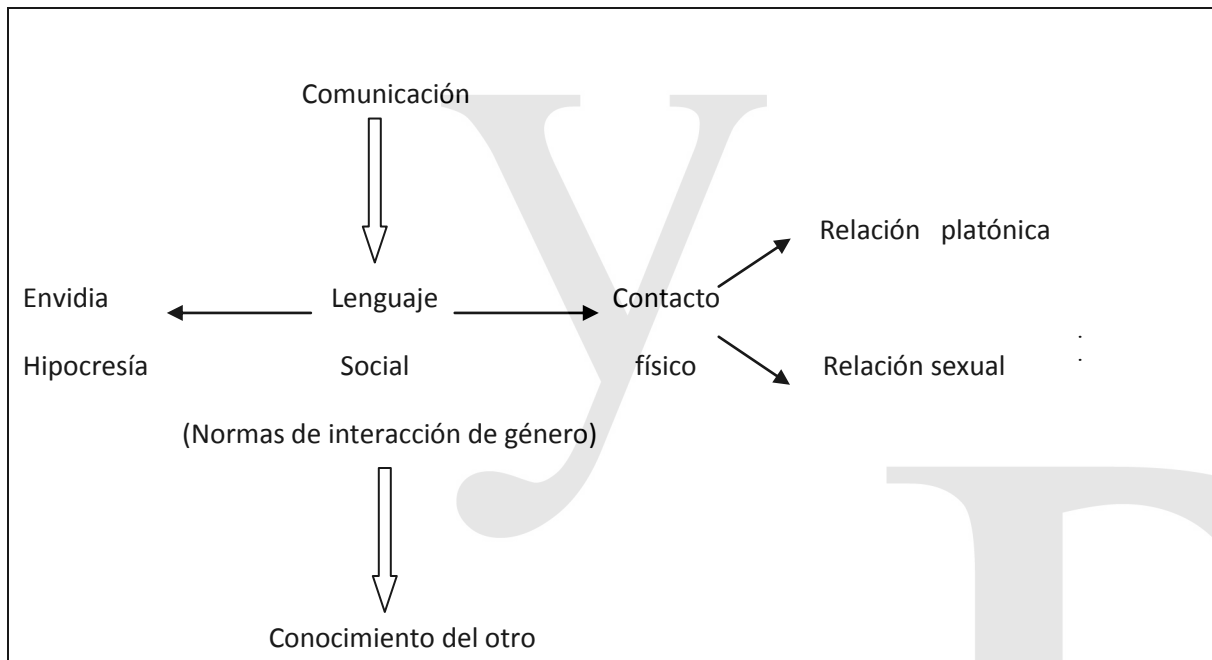 Comunicación
Relación platónica
Envidia Lenguaje Contacto
Hipocresía Social físico Relación sexual
(Normas de interacción de género)
Conocimiento del otro